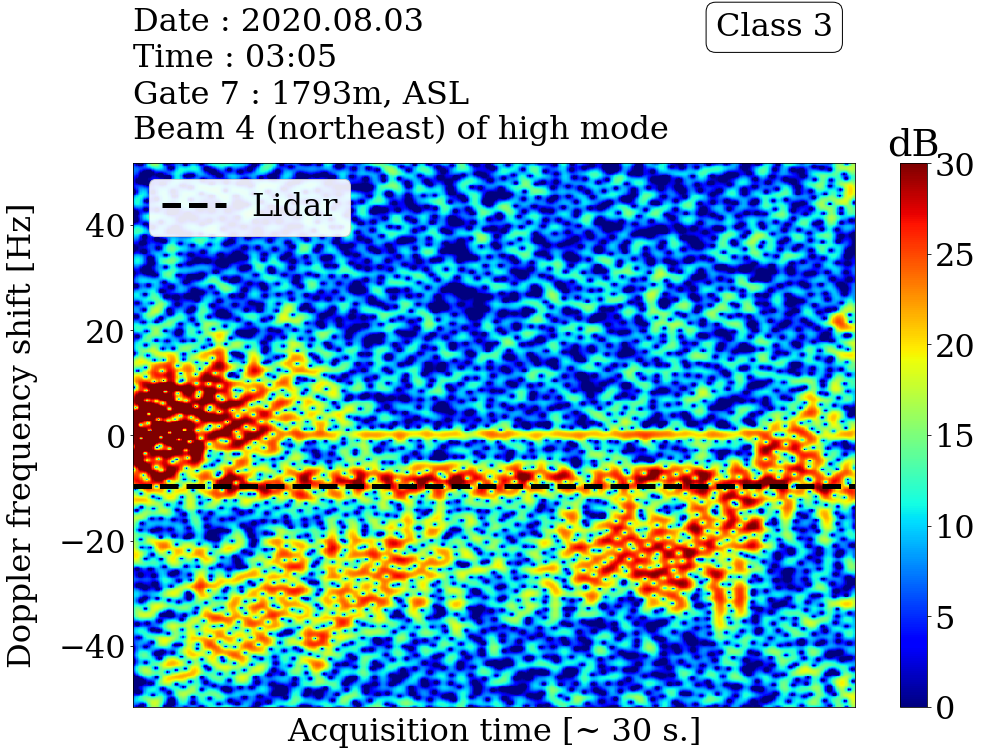 Date : 2020.08.03
Time : 03:05
Gate 7 : 1793m, ASL
Beam 4 (northeast) of high mode
Class 3
dB
Lidar
Doppler frequency shift [Hz]
40
20
0
−20
−40
Acquisition time [~ 30 s.]
30
25
20
15
10
5
0